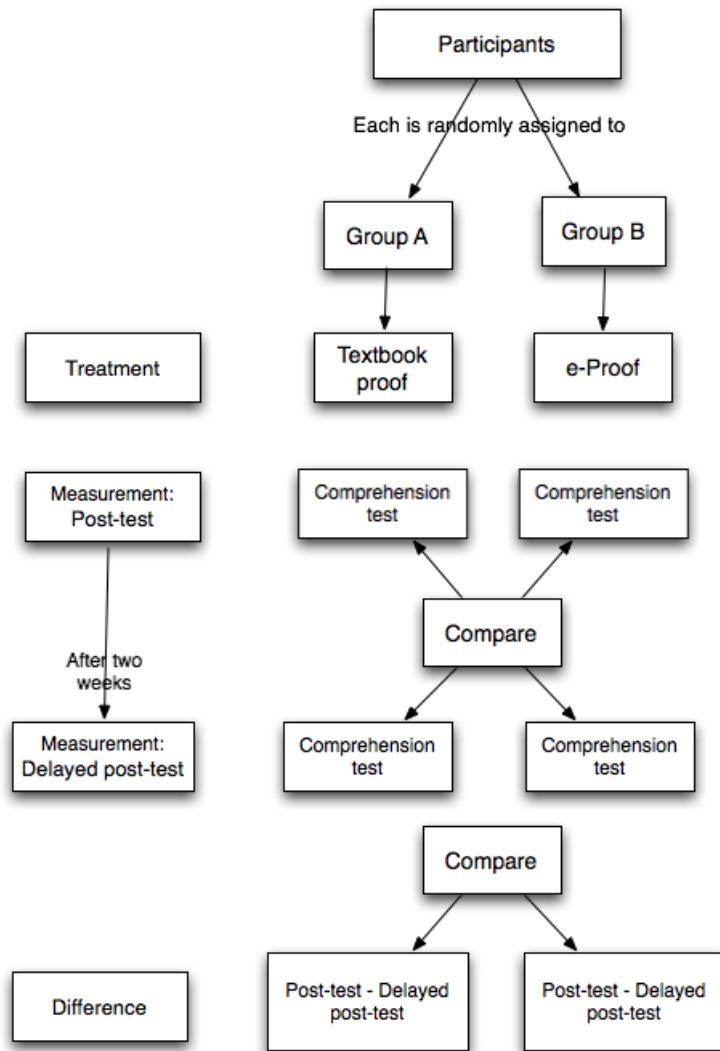 Participants
Each is randomly assigned to
Group A
Group B
Treatment
Textbook
proof
e-Proof
Measurement:
Post-test
Comprehension
test
Comprehension
test
Compare
After two
weeks
Measurement:
Delayed post-test
Comprehension
test
Comprehension
test
Compare
Difference
Post-test - Delayed
post-test
Post-test - Delayed
post-test